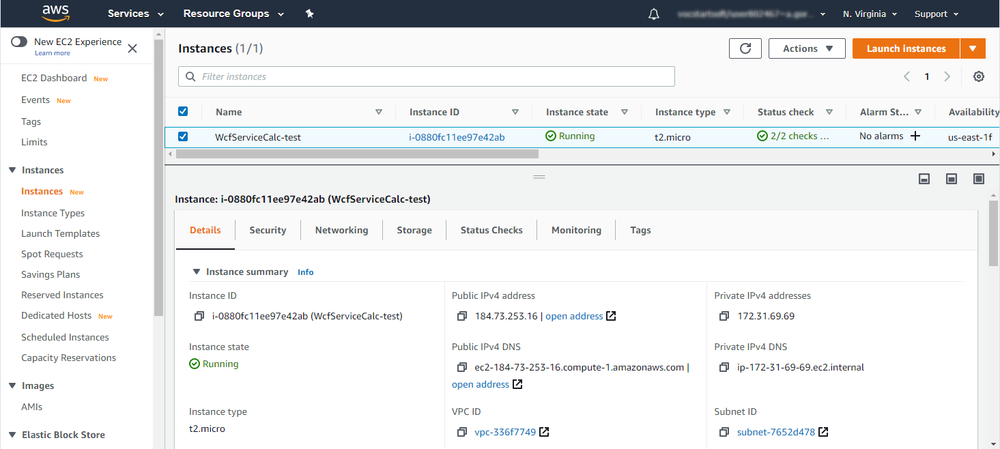 aws Services Resource Groups N. Virginia Support
New EC2 Experience
Learn more
EC2 Dashboard New
Events New
Tags
Limits
Instances
Instances New
Instance Types
Launch Templates
Spot Requests
Savings Plans
Reserved Instances
Dedicated Hosts New
Scheduled Instances
Capacity Reservations
Images
AMIs
Elastic Block Store
Instances (1/1) Actions Launch instances
Filter instances 1
Name Instance ID Instance state Instance type Status check Alarm St... Availability
WcfServiceCalc-test i-0880fc11ee97e42ab Running t2.micro 2/2 checks ... No alarms + us-east-1f
Instance: i-0880fc11ee97e42ab (WcfServiceCalc-test)
Details Security Networking Storage Status Checks Monitoring Tags
Instance summary Info
Instance ID Public IPv4 address Private IPv4 addresses
i-0880fc11ee97e42ab (WcfServiceCalc-test) 184.73.253.16 | open address 172.31.69.69
Instance state Public IPv4 DNS Private IPv4 DNS
Running ec2-184-73-253-16.compute-1.amazonaws.com | ip-172-31-69-69.ec2.internal
open address
Instance type VPC ID Subnet ID
t2.micro vpc-336f7749 subnet-7652d478